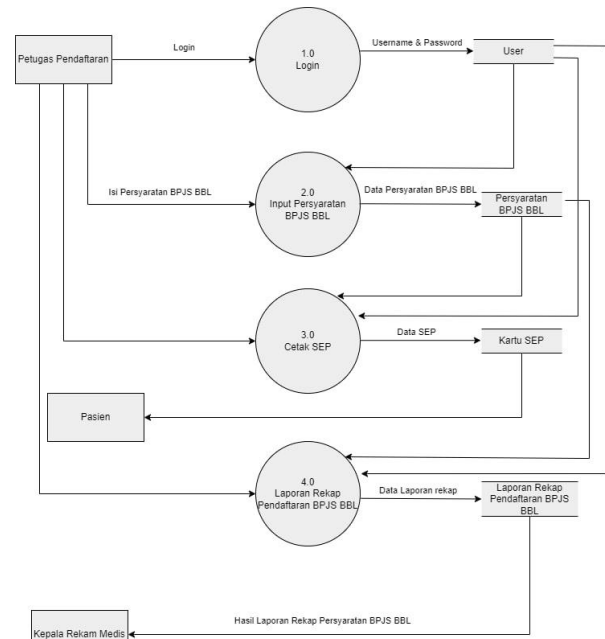 Login
1.0
Login
Username & Password
User
Petugas Pendaftaran
Isi Persyaratan BPJS BBL
2.0
Input Persyaratan
BPJS BBL
Data Persyaratan BPJS BBL
Persyaratan
BPJS BBL
3.0
Cetak SEP
Data SEP
Kartu SEP
Pasien
4.0
Laporan Rekap
Pendaftaran BPJS BBL
Data Laporan rekap
Laporan Rekap
Pendaftaran BPJS
BBL
Hasil Laporan Rekap Persyaratan BPJS BBL
Kepala Rekam Medis